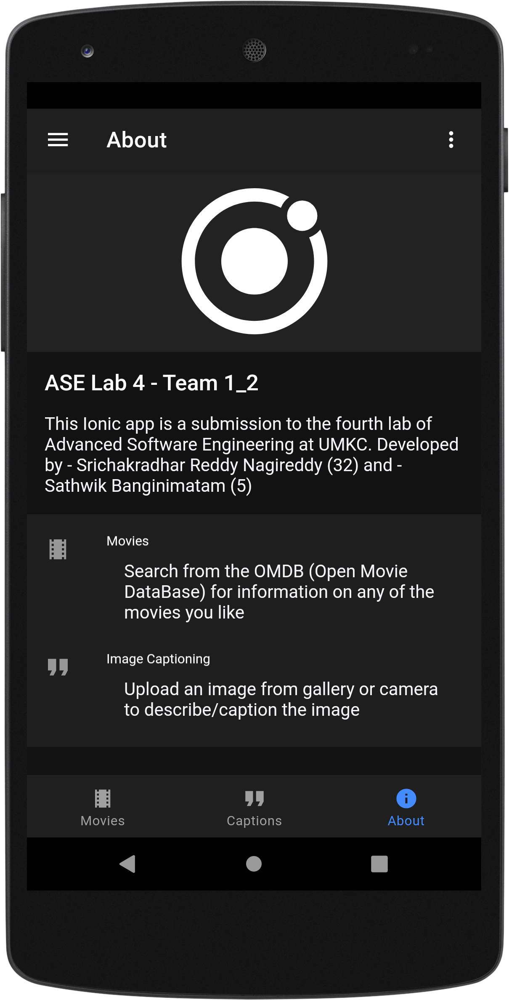 About
ASE Lab 4 - Team 1_2
This Ionic app is a submission to the fourth lab of
Advanced Software Engineering at UMKC. Developed
by - Srichakradhar Reddy Nagireddy (32) and -
Sathwik Banginimatam (5)
Movies
Search from the OMDB (Open Movie
DataBase) for information on any of the
movies you like
Image Captioning
Upload an image from gallery or camera
to describe/caption the image
Movies
Captions
About